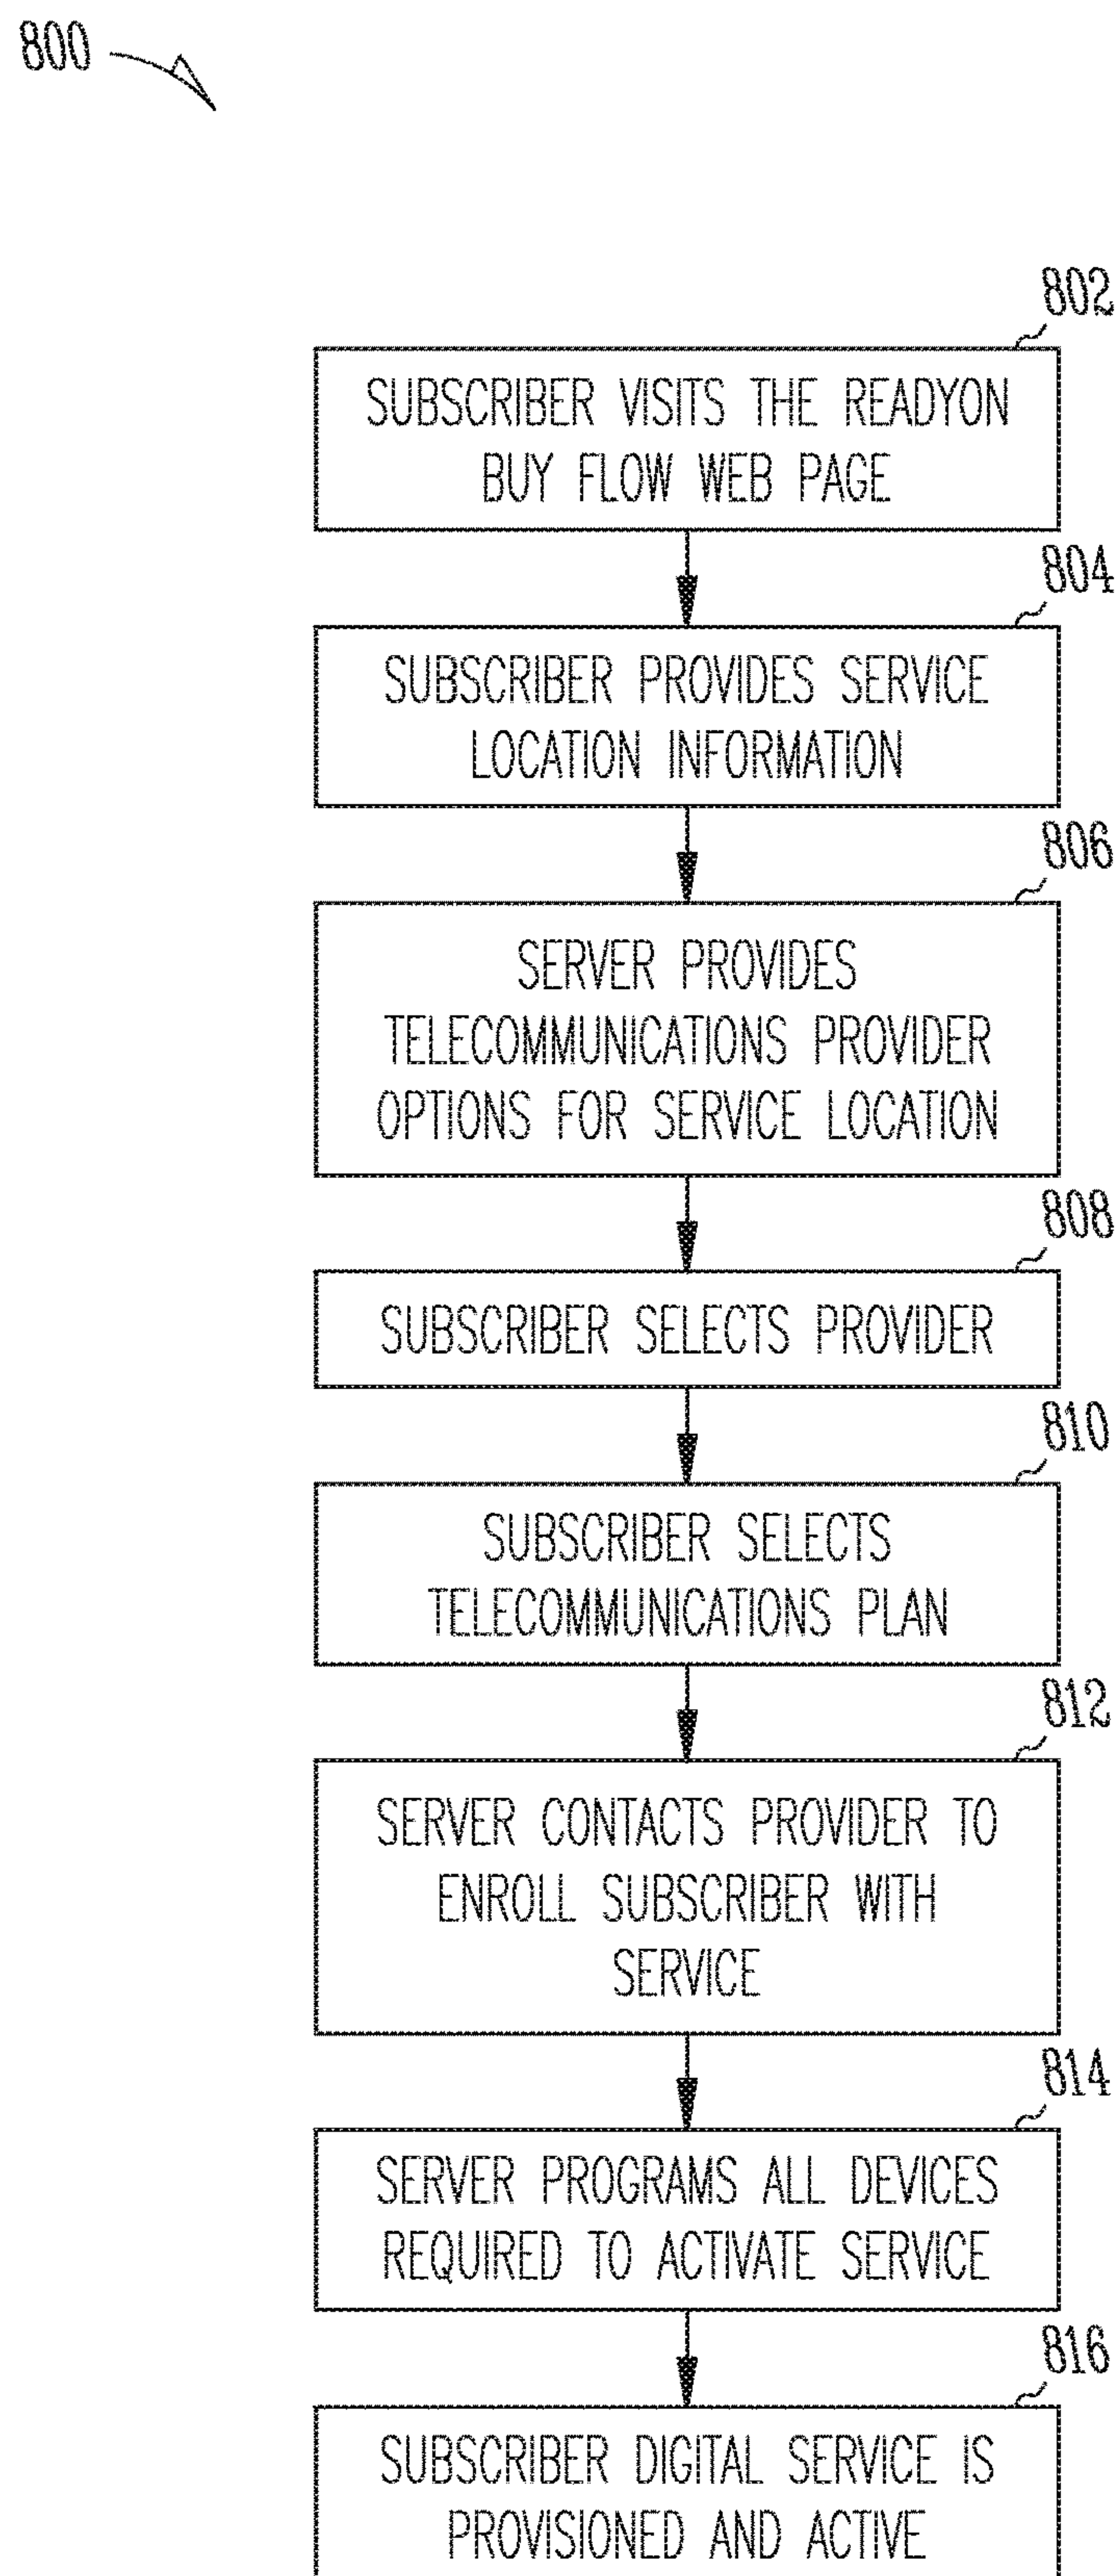 800
802
SUBSCRIBER VISITS THE READYON
BUY FLOW WEB PAGE
804
SUBSCRIBER PROVIDES SERVICE
LOCATION INFORMATION
806
SERVER PROVIDES
TELECOMMUNICATIONS PROVIDER
OPTIONS FOR SERVICE LOCATION
808
SUBSCRIBER SELECTS PROVIDER
810
SUBSCRIBER SELECTS
TELECOMMUNICATIONS PLAN
812
SERVER CONTACTS PROVIDER TO
ENROLL SUBSCRIBER WITH
SERVICE
814
SERVER PROGRAMS ALL DEVICES
REQUIRED TO ACTIVATE SERVICE
816
SUBSCRIBER DIGITAL SERVICE IS
PROVISIONED AND ACTIVE